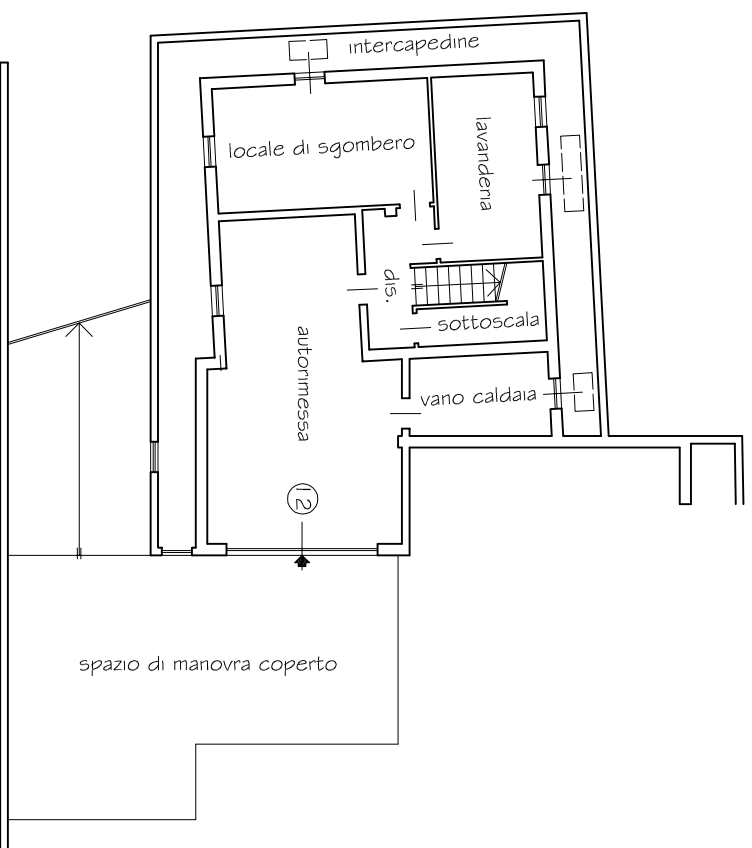 intercapedine
locale di sgombero
lavanderia
dis.
sottoscala
autorimessa
vano caldaia
12
spazio di manovra coperto